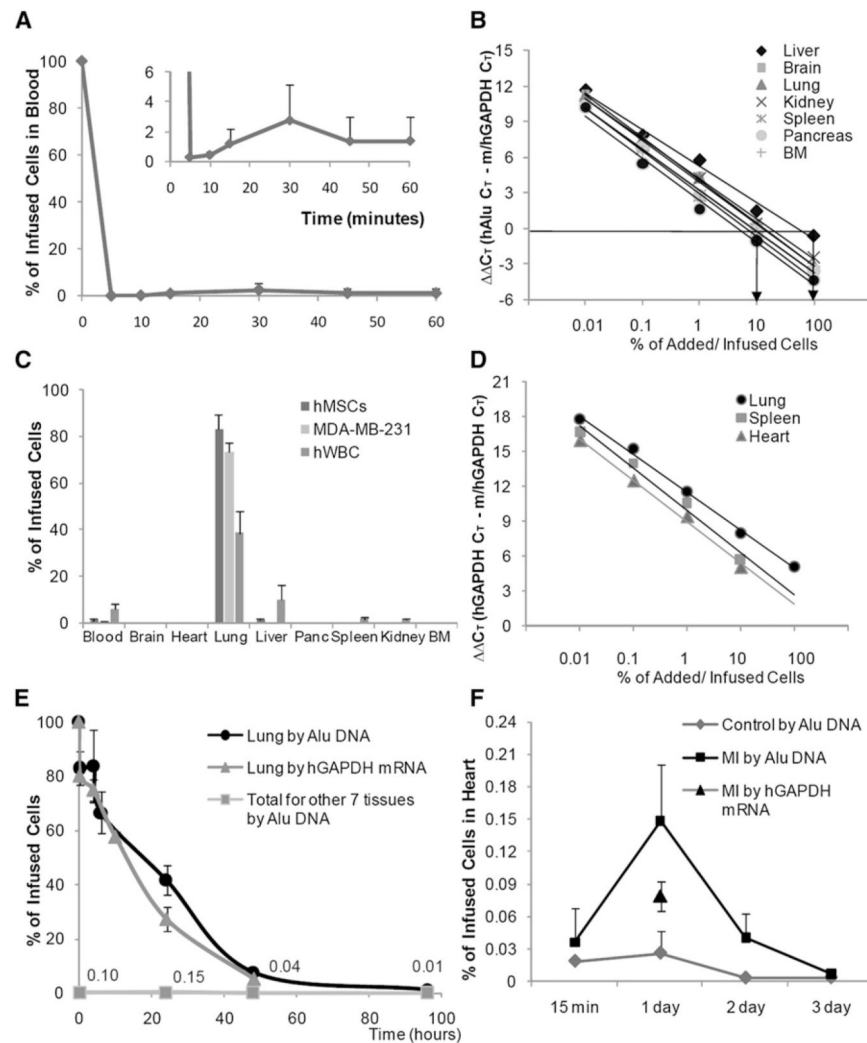 A
% of Infused Cells in Blood
100
80
60
40
20
0
0 10 20 30 40 50 60
6
4
2
0
0 10 20 30 40 50 60
Time (minutes)
B
ΔΔCT (hAlu CT - m/hGAPDH CT)
15
12
9
6
3
0
-3
-6
0.01 0.1 1 10 100
% of Added/ Infused Cells
Liver
Brain
Lung
Kidney
Spleen
Pancreas
BM
C
% of Infused Cells
100
80
60
40
20
0
hMSCs
MDA-MB-231
hWBC
Blood Brain Heart Lung Liver Panc Spleen Kidney BM
D
ΔΔCT (hGAPDH CT - m/hGAPDH CT)
21
18
15
12
9
6
3
0
0.01 0.1 1 10 100
% of Added/ Infused Cells
Lung
Spleen
Heart
E
% of Infused Cells
100
80
60
40
20
0
Lung by Alu DNA
Lung by hGAPDH mRNA
Total for other 7 tissues
by Alu DNA
0.10 0.15 0.04 0.01
0 20 40 60 80 100
Time (hours)
F
% of Infused Cells in Heart
0.24
0.21
0.18
0.15
0.12
0.09
0.06
0.03
0
Control by Alu DNA
MI by Alu DNA
MI by hGAPDH
mRNA
15 min 1 day 2 day 3 day